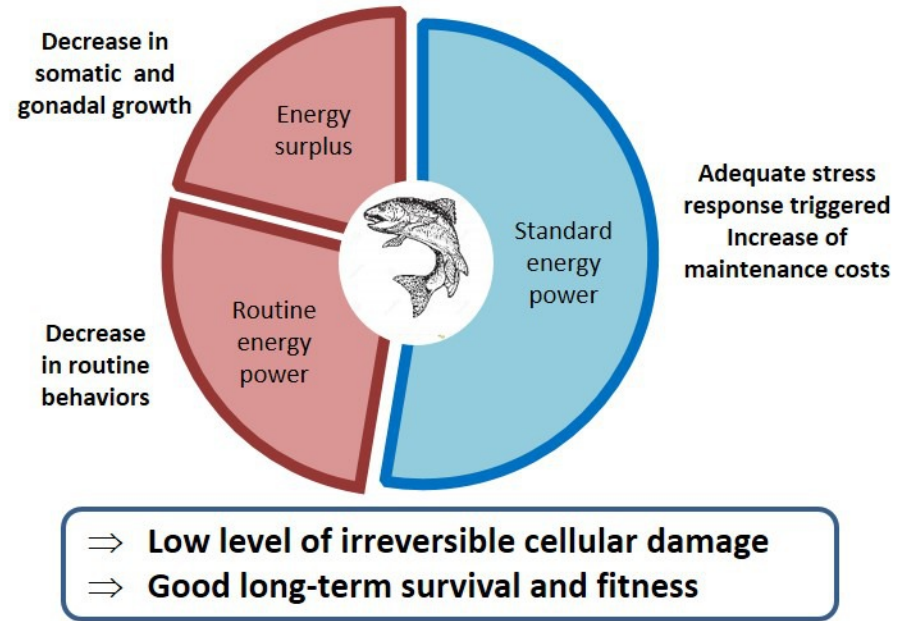 Decrease in
somatic and
gonadal growth
Energy
surplus
Adequate stress
response triggered
Increase of
maintenance costs
Standard
energy
power
Routine
energy
power
Decrease
in routine
behaviors
⇒ Low level of irreversible cellular damage
⇒ Good long-term survival and fitness